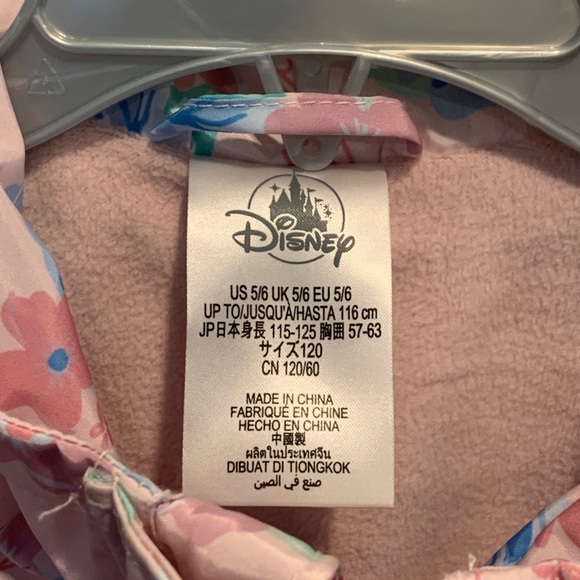 Disney
US 5/6 UK 5/6 EU 5/6
UP TO/JUSQU'À/HASTA 116 cm
JP日本身長 115-125 胸囲 57-63
サイズ120
CN 120/60
MADE IN CHINA
FABRIQUÉ EN CHINE
HECHO EN CHINA
中國製
ผลิตในประเทศจีน
DIBUAT DI TIONGKOK
صنع في الصين